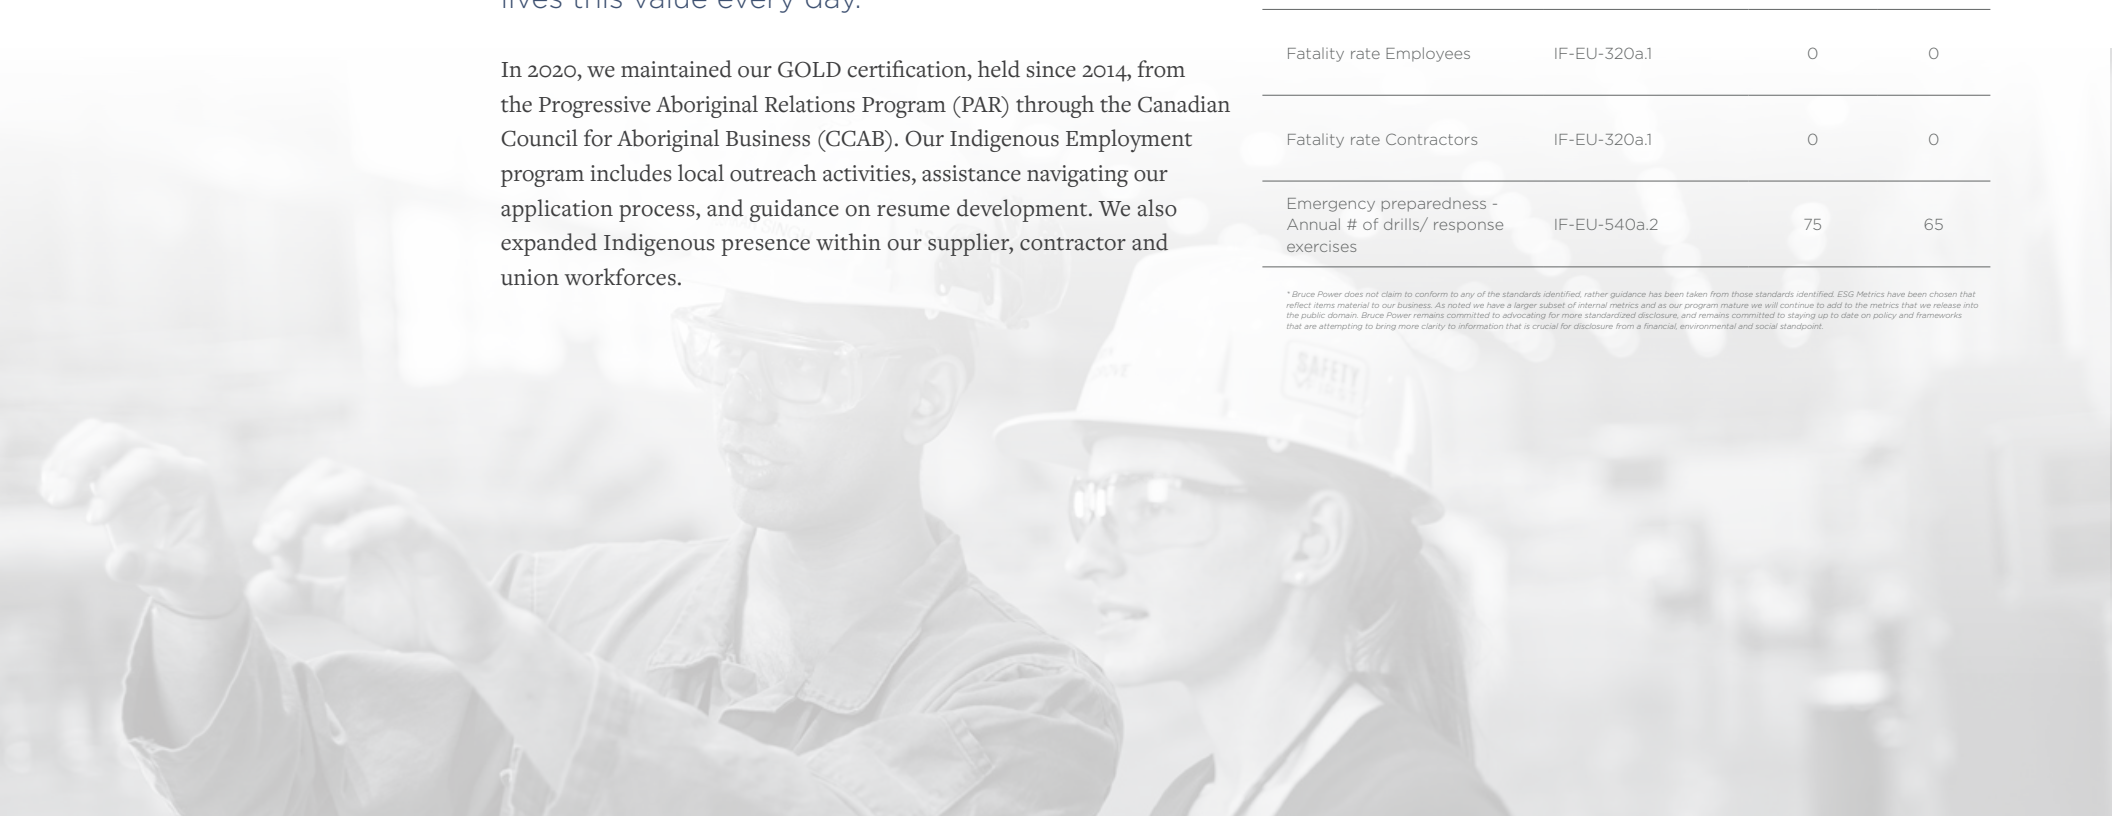 lives this value every day.
In 2020, we maintained our GOLD certification, held since 2014, from
the Progressive Aboriginal Relations Program (PAR) through the Canadian
Council for Aboriginal Business (CCAB). Our Indigenous Employment
program includes local outreach activities, assistance navigating our
application process, and guidance on resume development. We also
expanded Indigenous presence within our supplier, contractor and
union workforces.
Fatality rate Employees IF-EU-320a.1 0 0
Fatality rate Contractors IF-EU-320a.1 0 0
Emergency preparedness -
Annual # of drills/ response IF-EU-540a.2 75 65
exercises
* Bruce Power does not claim to conform to any of the standards identified, rather guidance has been taken from those standards identified. ESG Metrics have been chosen that
reflect items material to our business. As noted we have a larger subset of internal metrics and as our program mature we will continue to add to the metrics that we release into
the public domain. Bruce Power remains committed to advocating for more standardized disclosure, and remains committed to staying up to date on policy and frameworks
that are attempting to bring more clarity to information that is crucial for disclosure from a financial, environmental and social standpoint.
SAFETY
FIRST